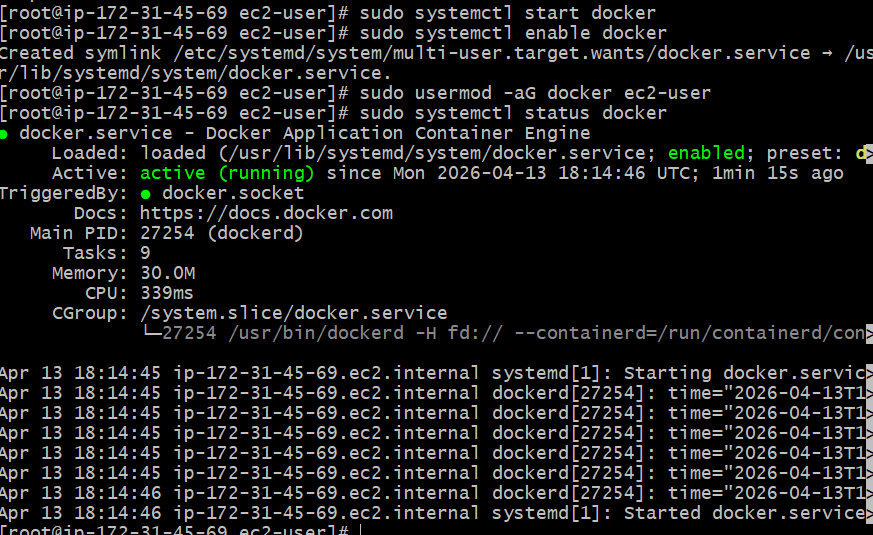 [root@ip-172-31-45-69 ec2-user]# sudo systemctl start docker
[root@ip-172-31-45-69 ec2-user]# sudo systemctl enable docker
Created symlink /etc/systemd/system/multi-user.target.wants/docker.service → /us
r/lib/systemd/system/docker.service.
[root@ip-172-31-45-69 ec2-user]# sudo usermod -aG docker ec2-user
[root@ip-172-31-45-69 ec2-user]# sudo systemctl status docker
● docker.service - Docker Application Container Engine
     Loaded: loaded (/usr/lib/systemd/system/docker.service; enabled; preset: d>
     Active: active (running) since Mon 2026-04-13 18:14:46 UTC; 1min 15s ago
TriggeredBy: ● docker.socket
       Docs: https://docs.docker.com
   Main PID: 27254 (dockerd)
      Tasks: 9
     Memory: 30.0M
        CPU: 339ms
     CGroup: /system.slice/docker.service
             └─27254 /usr/bin/dockerd -H fd:// --containerd=/run/containerd/con>
Apr 13 18:14:45 ip-172-31-45-69.ec2.internal systemd[1]: Starting docker.servic>
Apr 13 18:14:45 ip-172-31-45-69.ec2.internal dockerd[27254]: time="2026-04-13T1>
Apr 13 18:14:45 ip-172-31-45-69.ec2.internal dockerd[27254]: time="2026-04-13T1>
Apr 13 18:14:45 ip-172-31-45-69.ec2.internal dockerd[27254]: time="2026-04-13T1>
Apr 13 18:14:45 ip-172-31-45-69.ec2.internal dockerd[27254]: time="2026-04-13T1>
Apr 13 18:14:45 ip-172-31-45-69.ec2.internal dockerd[27254]: time="2026-04-13T1>
Apr 13 18:14:46 ip-172-31-45-69.ec2.internal dockerd[27254]: time="2026-04-13T1>
Apr 13 18:14:46 ip-172-31-45-69.ec2.internal systemd[1]: Started docker.service>
[root@ip-172-31-45-69 ec2-user]#